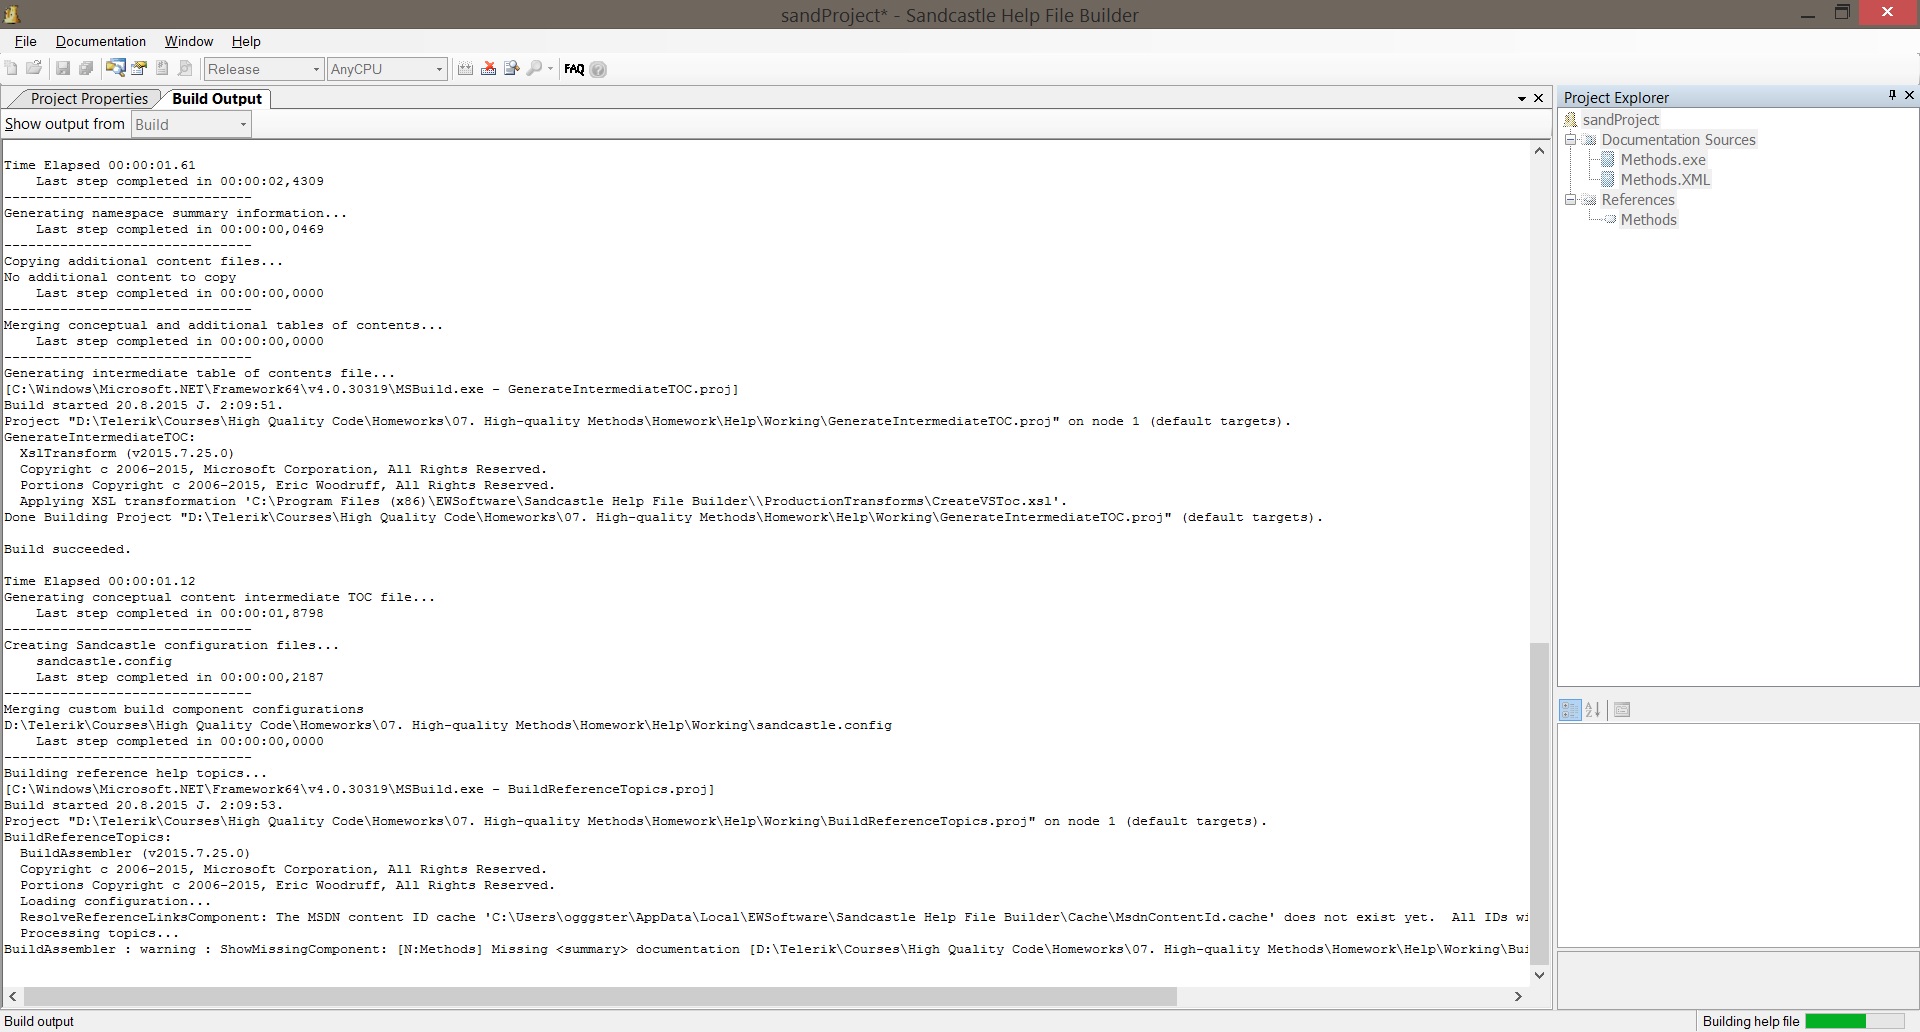 sandProject* - Sandcastle Help File Builder
File Documentation Window Help
Release AnyCPU FAQ
Project Properties Build Output
Show output from Build
Time Elapsed 00:00:01.61
Last step completed in 00:00:02,4309
-------------------------------
Generating namespace summary information...
Last step completed in 00:00:00,0469
-------------------------------
Copying additional content files...
No additional content to copy
Last step completed in 00:00:00,0000
-------------------------------
Merging conceptual and additional tables of contents...
Last step completed in 00:00:00,0000
-------------------------------
Generating intermediate table of contents file...
[C:\Windows\Microsoft.NET\Framework64\v4.0.30319\MSBuild.exe - GenerateIntermediateTOC.proj]
Build started 20.8.2015 J. 2:09:51.
Project "D:\Telerik\Courses\High Quality Code\Homeworks\07. High-quality Methods\Homework\Help\Working\GenerateIntermediateTOC.proj" on node 1 (default targets).
GenerateIntermediateTOC:
XslTransform (v2015.7.25.0)
Copyright c 2006-2015, Microsoft Corporation, All Rights Reserved.
Portions Copyright c 2006-2015, Eric Woodruff, All Rights Reserved.
Applying XSL transformation 'C:\Program Files (x86)\EWSoftware\Sandcastle Help File Builder\\ProductionTransforms\CreateVSToc.xsl'.
Done Building Project "D:\Telerik\Courses\High Quality Code\Homeworks\07. High-quality Methods\Homework\Help\Working\GenerateIntermediateTOC.proj" (default targets).
Build succeeded.
Time Elapsed 00:00:01.12
Generating conceptual content intermediate TOC file...
Last step completed in 00:00:01,8798
-------------------------------
Creating Sandcastle configuration files...
sandcastle.config
Last step completed in 00:00:00,2187
-------------------------------
Merging custom build component configurations
D:\Telerik\Courses\High Quality Code\Homeworks\07. High-quality Methods\Homework\Help\Working\sandcastle.config
Last step completed in 00:00:00,0000
-------------------------------
Building reference help topics...
[C:\Windows\Microsoft.NET\Framework64\v4.0.30319\MSBuild.exe - BuildReferenceTopics.proj]
Build started 20.8.2015 J. 2:09:53.
Project "D:\Telerik\Courses\High Quality Code\Homeworks\07. High-quality Methods\Homework\Help\Working\BuildReferenceTopics.proj" on node 1 (default targets).
BuildReferenceTopics:
BuildAssembler (v2015.7.25.0)
Copyright c 2006-2015, Microsoft Corporation, All Rights Reserved.
Portions Copyright c 2006-2015, Eric Woodruff, All Rights Reserved.
Loading configuration...
ResolveReferenceLinksComponent: The MSDN content ID cache 'C:\Users\ogggster\AppData\Local\EWSoftware\Sandcastle Help File Builder\Cache\MsdnContentId.cache' does not exist yet.  All IDs wi
Processing topics...
BuildAssembler : warning : ShowMissingComponent: [N:Methods] Missing <summary> documentation [D:\Telerik\Courses\High Quality Code\Homeworks\07. High-quality Methods\Homework\Help\Working\Bui
Project Explorer
sandProject
Documentation Sources
Methods.exe
Methods.XML
References
Methods
Build output
Building help file